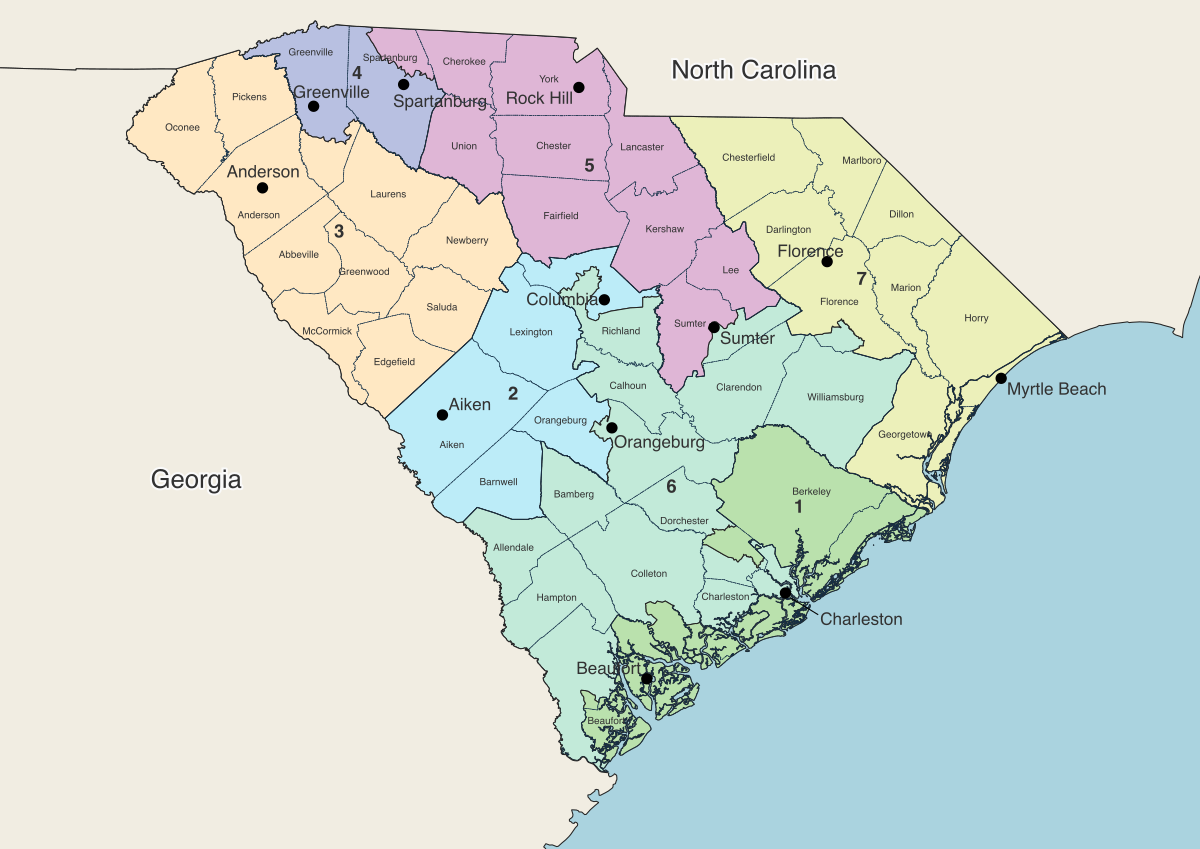 North Carolina
Georgia
Greenville
4
Spartanburg
Cherokee
York
Greenville
Spartanburg
Rock Hill
Pickens
Oconee
Union
Chester
5
Lancaster
Chesterfield
Marlboro
Anderson
Anderson
Laurens
3
Abbeville
Greenwood
Newberry
Fairfield
Kershaw
Lee
Darlington
Dillon
Florence
7
Florence
Marion
Horry
McCormick
Saluda
Edgefield
Columbia
Lexington
Richland
Sumter
Sumter
Myrtle Beach
Aiken
Aiken
2
Calhoun
Clarendon
Williamsburg
Georgetown
Orangeburg
Orangeburg
Barnwell
Bamberg
6
Berkeley
1
Dorchester
Allendale
Hampton
Colleton
Charleston
Charleston
Beaufort
Beaufort